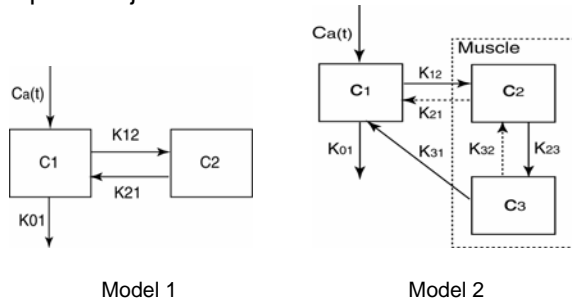 Ca(t)
C1
K12
C2
K21
K01
Model 1
Ca(t)
Muscle
C1
K12
C2
K21
K01
K31
K32
K23
C3
Model 2